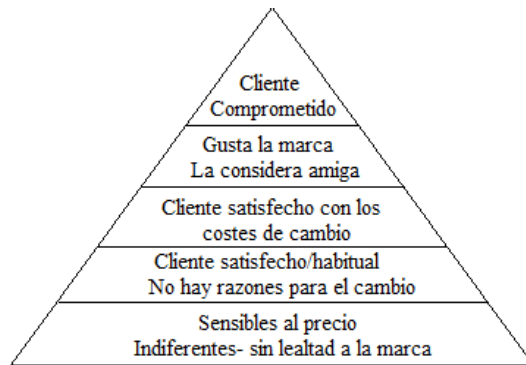 Cliente
Comprometido
Gusta la marca
La considera amiga
Cliente satisfecho con los
costes de cambio
Cliente satisfecho/habitual
No hay razones para el cambio
Sensibles al precio
Indiferentes- sin lealtad a la marca